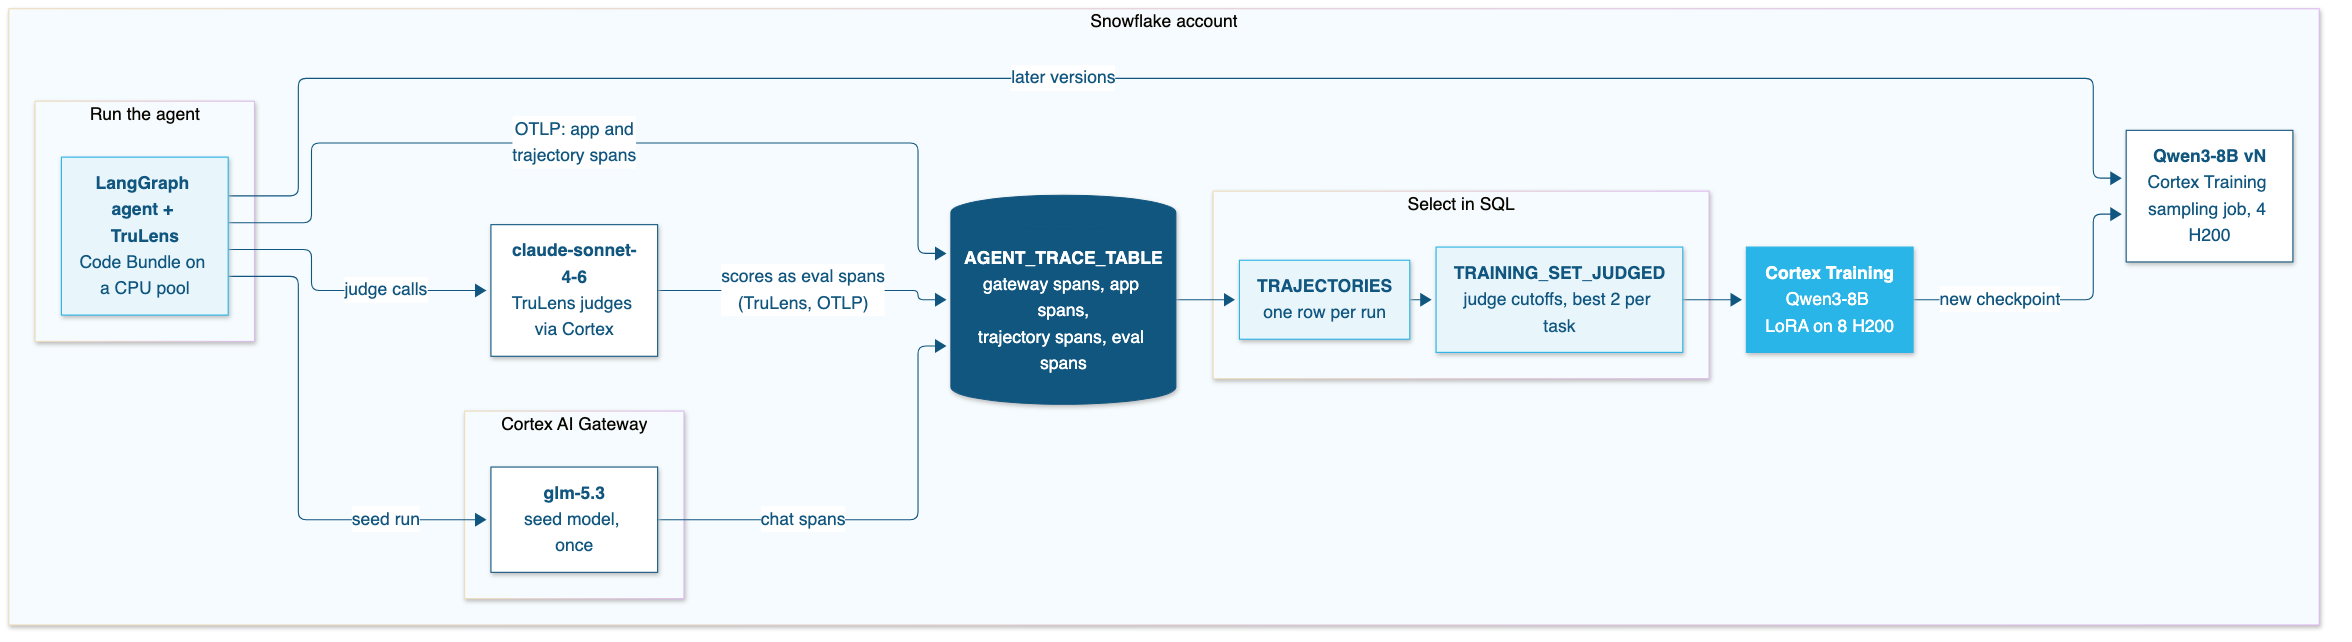 Snowflake account
later versions
Run the agent
OTLP: app and
trajectory spans
LangGraph
agent +
TruLens
Code Bundle on
a CPU pool
judge calls
claude-sonnet-
4-6
TruLens judges
via Cortex
scores as eval spans
(TruLens, OTLP)
Cortex AI Gateway
seed run
glm-5.3
seed model,
once
chat spans
AGENT_TRACE_TABLE
gateway spans, app
spans,
trajectory spans, eval
spans
Select in SQL
TRAJECTORIES
one row per run
TRAINING_SET_JUDGED
judge cutoffs, best 2 per
task
Cortex Training
Qwen3-8B
LoRA on 8 H200
new checkpoint
Qwen3-8B vN
Cortex Training
sampling job, 4
H200